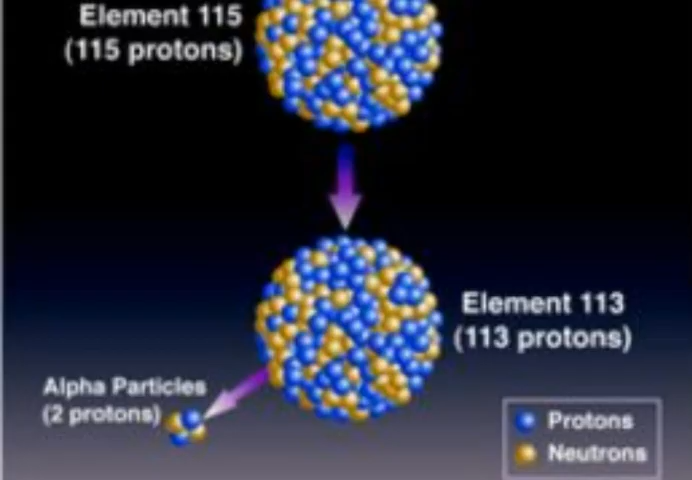 Element 115
(115 protons)
Element 113
(113 protons)
Alpha Particles
(2 protons)
Protons
Neutrons